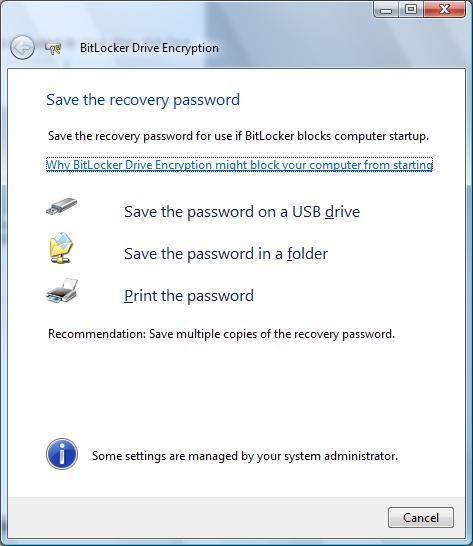 BitLocker Drive Encryption
Save the recovery password
Save the recovery password for use if BitLocker blocks computer startup.
Why BitLocker Drive Encryption might block your computer from starting
Save the password on a USB drive
Save the password in a folder
Print the password
Recommendation: Save multiple copies of the recovery password.
Some settings are managed by your system administrator.
Cancel